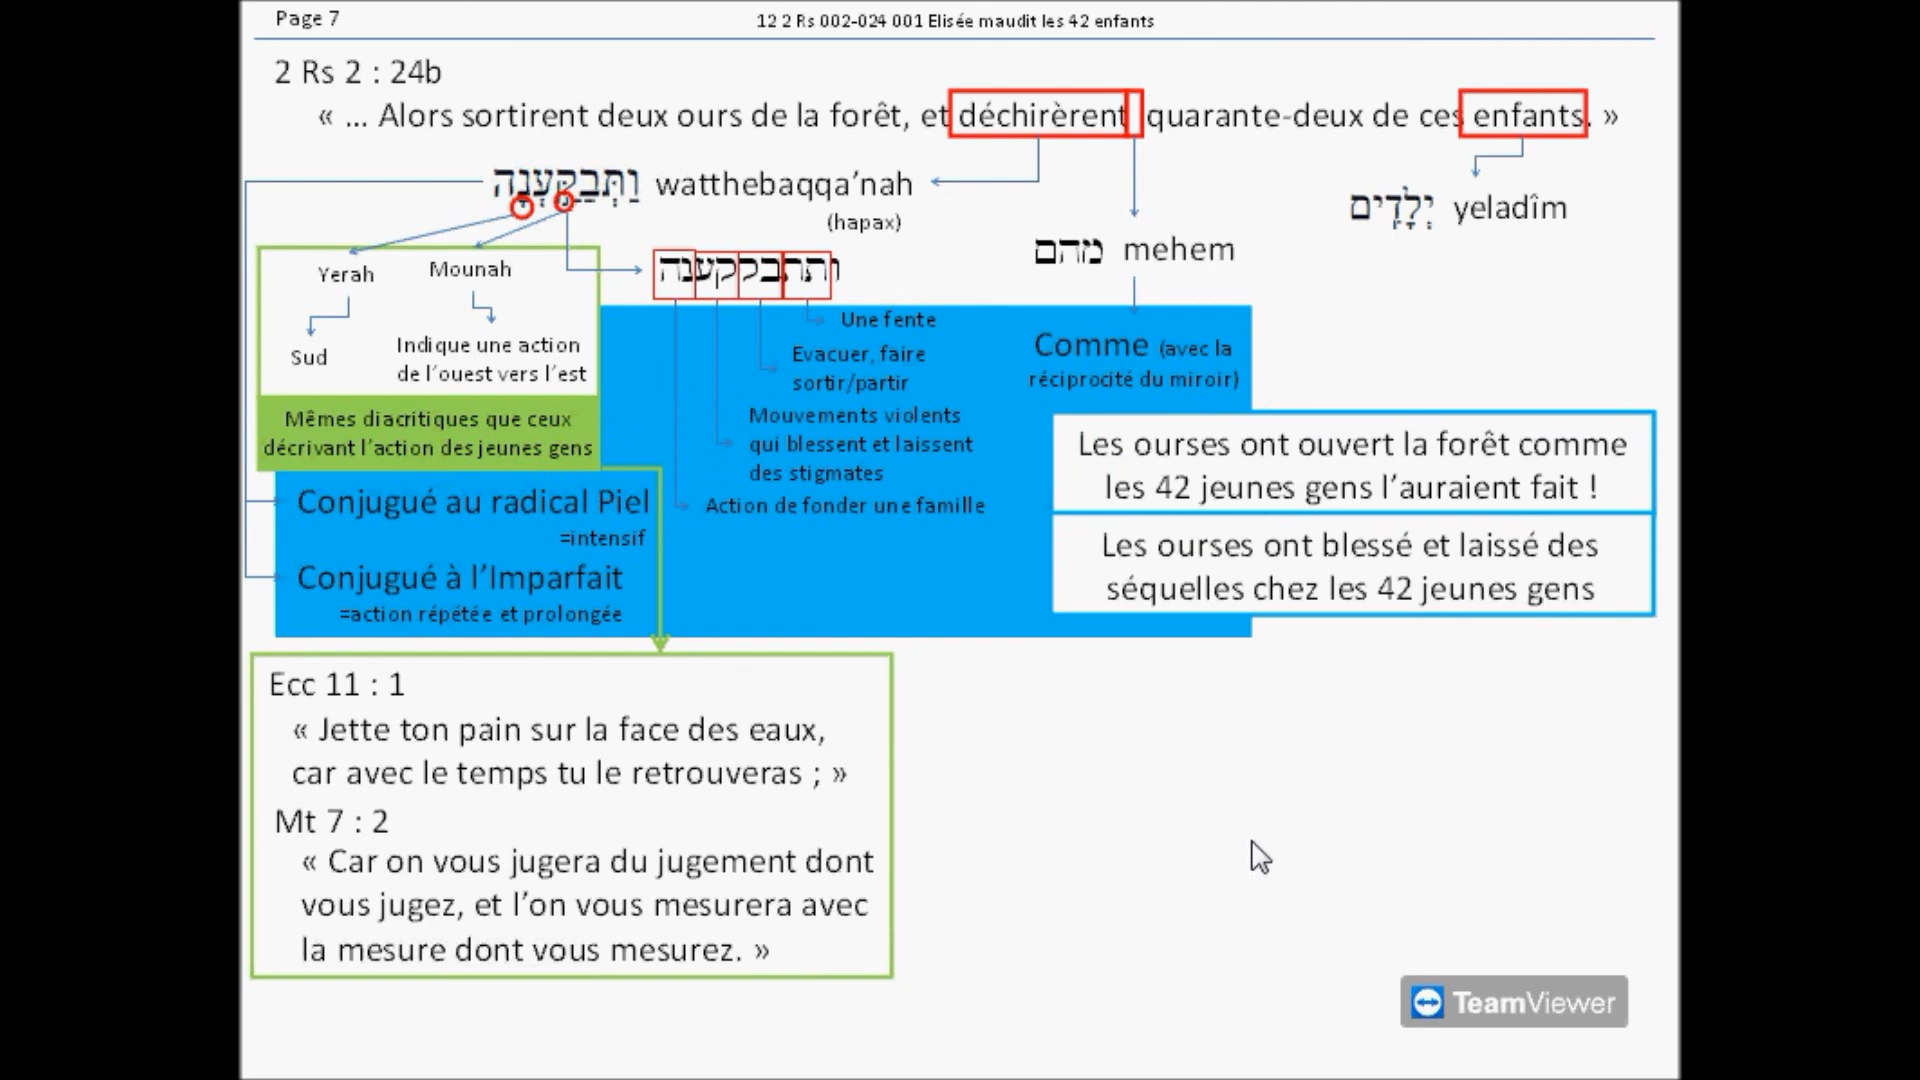 Page 7
12 2 Rs 002-024 001 Elisée maudit les 42 enfants
2 Rs 2 : 24b
« ... Alors sortirent deux ours de la forêt, et déchirèrent quarante-deux de ces enfants. »
וַתְּבַקַּ֣עְנָה watthebaqqa’nah
(hapax)
יְלָדִֽים yeladîm
מהם mehem
ותתבקקענה
Yerah
Mounah
Sud
Indique une action
de l’ouest vers l’est
Mêmes diacritiques que ceux
décrivant l’action des jeunes gens
Une fente
Evacuer, faire
sortir/partir
Mouvements violents
qui blessent et laissent
des stigmates
Action de fonder une famille
Comme (avec la
réciprocité du miroir)
Les ourses ont ouvert la forêt comme
les 42 jeunes gens l’auraient fait !
Les ourses ont blessé et laissé des
séquelles chez les 42 jeunes gens
Conjugué au radical Piel
=intensif
Conjugué à l’Imparfait
=action répétée et prolongée
Ecc 11 : 1
« Jette ton pain sur la face des eaux,
car avec le temps tu le retrouveras ; »
Mt 7 : 2
« Car on vous jugera du jugement dont
vous jugez, et l’on vous mesurera avec
la mesure dont vous mesurez. »
TeamViewer